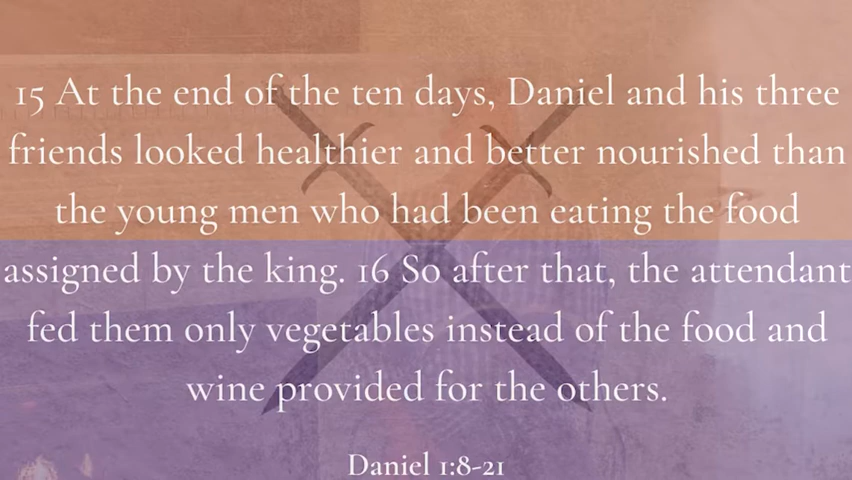 15 At the end of the ten days, Daniel and his three
friends looked healthier and better nourished than
the young men who had been eating the food
assigned by the king. 16 So after that, the attendant
fed them only vegetables instead of the food and
wine provided for the others.
Daniel 1:8-21